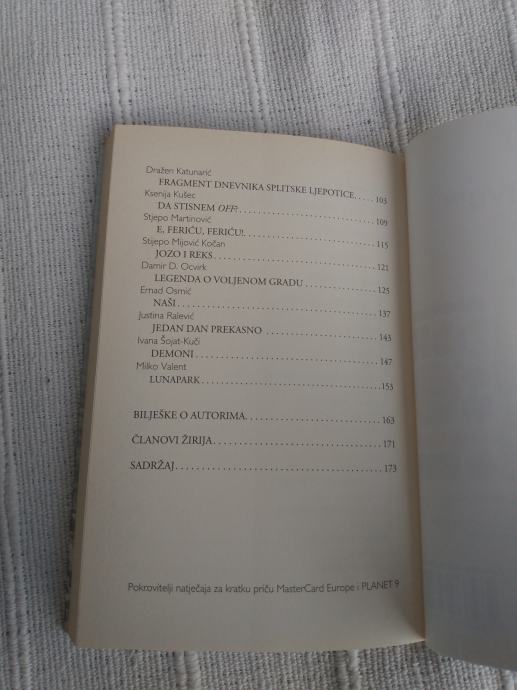 Dražen Katunarić
FRAGMENT DNEVNIKA SPLITSKE LJEPOTICE. . . . . 103
Ksenija Kušec
DA STISNEM OFF!. . . . . . . . . . . . . . . . . . . . . . . . . . 109
Stjepo Martinović
E, FERIĆU, FERIĆU!. . . . . . . . . . . . . . . . . . . . . . . . 115
Stijepo Mijović Kočan
JOZO I REKS. . . . . . . . . . . . . . . . . . . . . . . . . . . . . 121
Damir D. Ocvirk
LEGENDA O VOLJENOM GRADU . . . . . . . . . . . . . 125
Ernad Osmić
NAŠI . . . . . . . . . . . . . . . . . . . . . . . . . . . . . . . . . . . 137
Justina Ralević
JEDAN DAN PREKASNO . . . . . . . . . . . . . . . . . . . 143
Ivana Šojat-Kuči
DEMONI . . . . . . . . . . . . . . . . . . . . . . . . . . . . . . . . 147
Milko Valent
LUNAPARK. . . . . . . . . . . . . . . . . . . . . . . . . . . . . . 153
BILJEŠKE O AUTORIMA. . . . . . . . . . . . . . . . . . . . . . . 163
ČLANOVI ŽIRIJA. . . . . . . . . . . . . . . . . . . . . . . . . . . . . 171
SADRŽAJ. . . . . . . . . . . . . . . . . . . . . . . . . . . . . . . . . . . 173
Pokrovitelji natječaja za kratku priču MasterCard Europe i PLANET 9